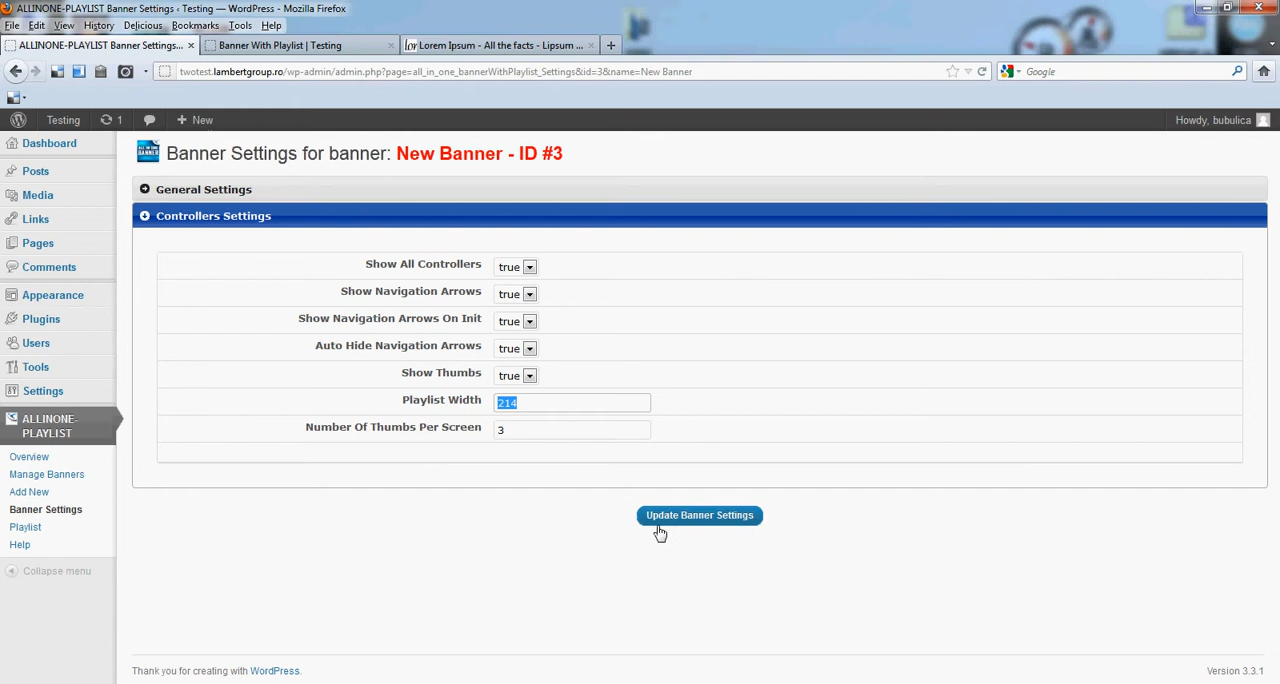 ALLINONE-PLAYLIST Banner Settings ‹ Testing — WordPress - Mozilla Firefox
File Edit View History Delicious Bookmarks Tools Help
ALLINONE-PLAYLIST Banner Settings... × Banner With Playlist | Testing × Lorem Ipsum - All the facts - Lipsum ... × +
twotest.lambertgroup.ro/wp-admin/admin.php?page=all_in_one_bannerWithPlaylist_Settings&id=3&name=New Banner
Google
Testing 1 + New Howdy, bubulica
Dashboard
Posts
Media
Links
Pages
Comments
Appearance
Plugins
Users
Tools
Settings
ALLINONE-
PLAYLIST
Overview
Manage Banners
Add New
Banner Settings
Playlist
Help
Collapse menu
Banner Settings for banner: New Banner - ID #3
General Settings
Controllers Settings
Show All Controllers true
Show Navigation Arrows true
Show Navigation Arrows On Init true
Auto Hide Navigation Arrows true
Show Thumbs true
Playlist Width 214
Number Of Thumbs Per Screen 3
Update Banner Settings
Thank you for creating with WordPress. Version 3.3.1